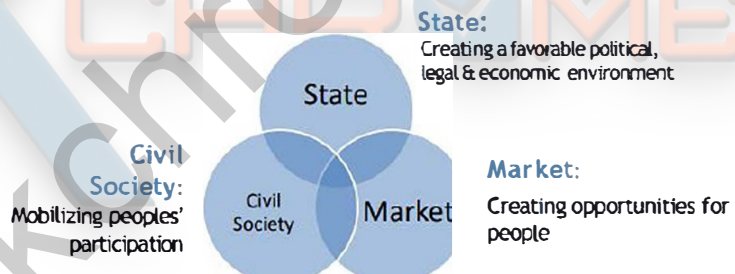 State:
Creating a favorable political,
legal & economic environment
State
Civil
Society:
Mobilizing peoples'
participation
Civil
Society
Market
Market:
Creating opportunities for
people